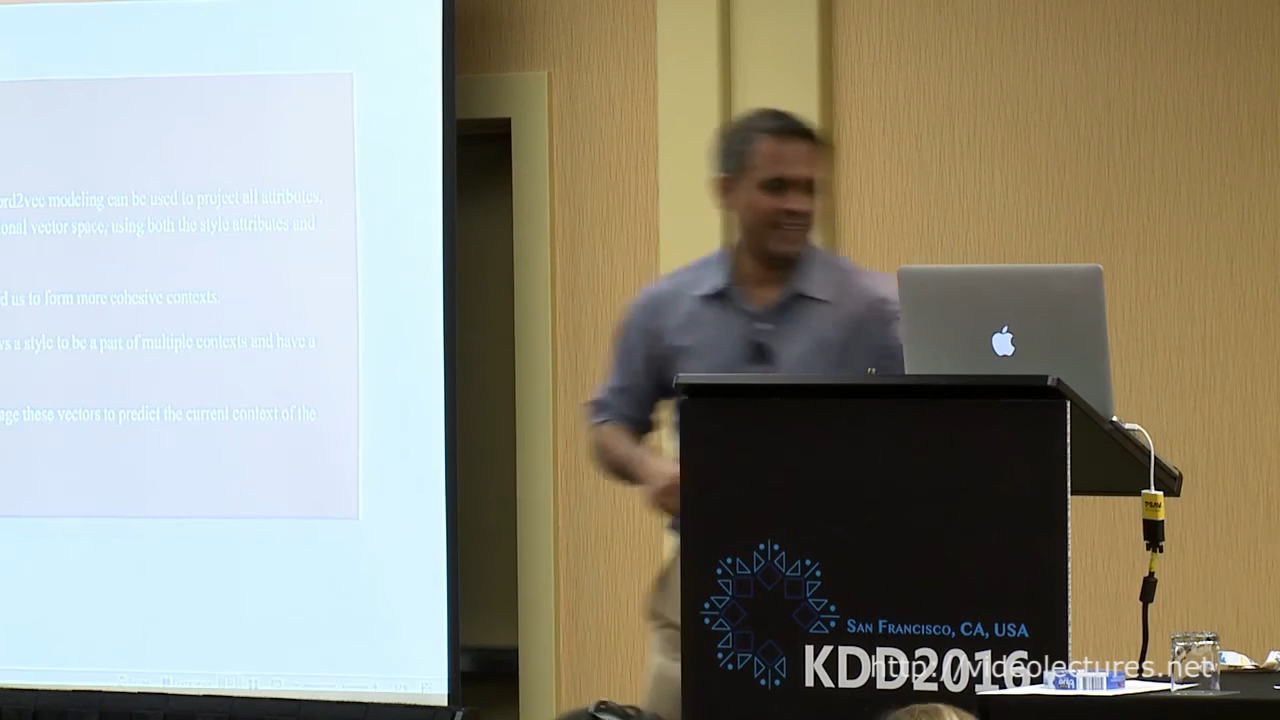 ord2vec modeling can be used to project all attributes,
onal vector space, using both the style attributes and
d us to form more cohesive contexts.
ws a style to be a part of multiple contexts and have a
age these vectors to predict the current context of the
SAN FRANCISCO, CA, USA
KDD2016
http://videolectures.net